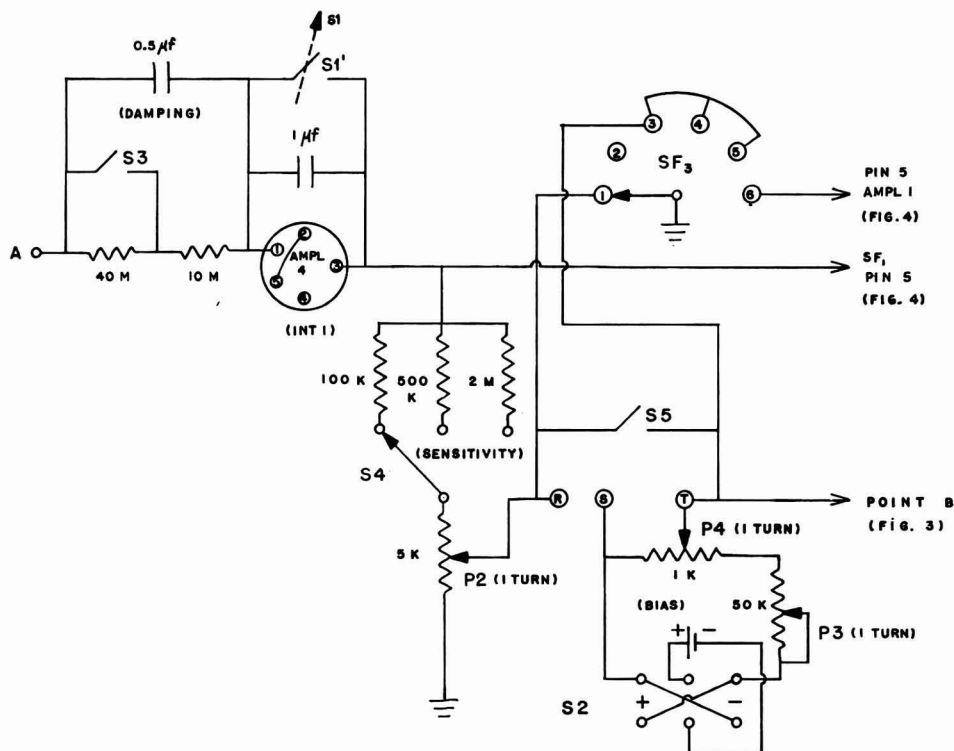 S1
0.5 µf
S1'
(DAMPING)
1 µf
S3
3
4
2
5
SF3
1
6
PIN 5
AMPL 1
(FIG. 4)
A
40 M
10 M
1
2
AMPL
4
3
5
4
(INT 1)
SF1
PIN 5
(FIG. 4)
100 K
500
K
2 M
S5
(SENSITIVITY)
S4
R
S
T
POINT B
(FIG. 3)
P4 (1 TURN)
5 K
P2 (1 TURN)
1 K
(BIAS)
50 K
+ −
P3 (1 TURN)
S2
+
−